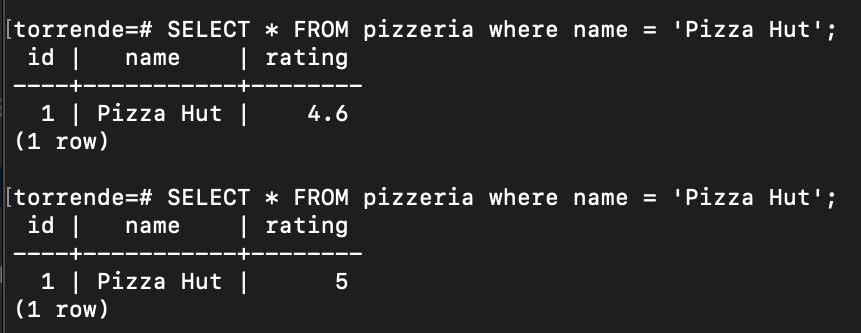 [torrende=# SELECT * FROM pizzeria where name = 'Pizza Hut';
 id |   name    | rating
----+-----------+--------
  1 | Pizza Hut |    4.6
(1 row)

[torrende=# SELECT * FROM pizzeria where name = 'Pizza Hut';
 id |   name    | rating
----+-----------+--------
  1 | Pizza Hut |      5
(1 row)